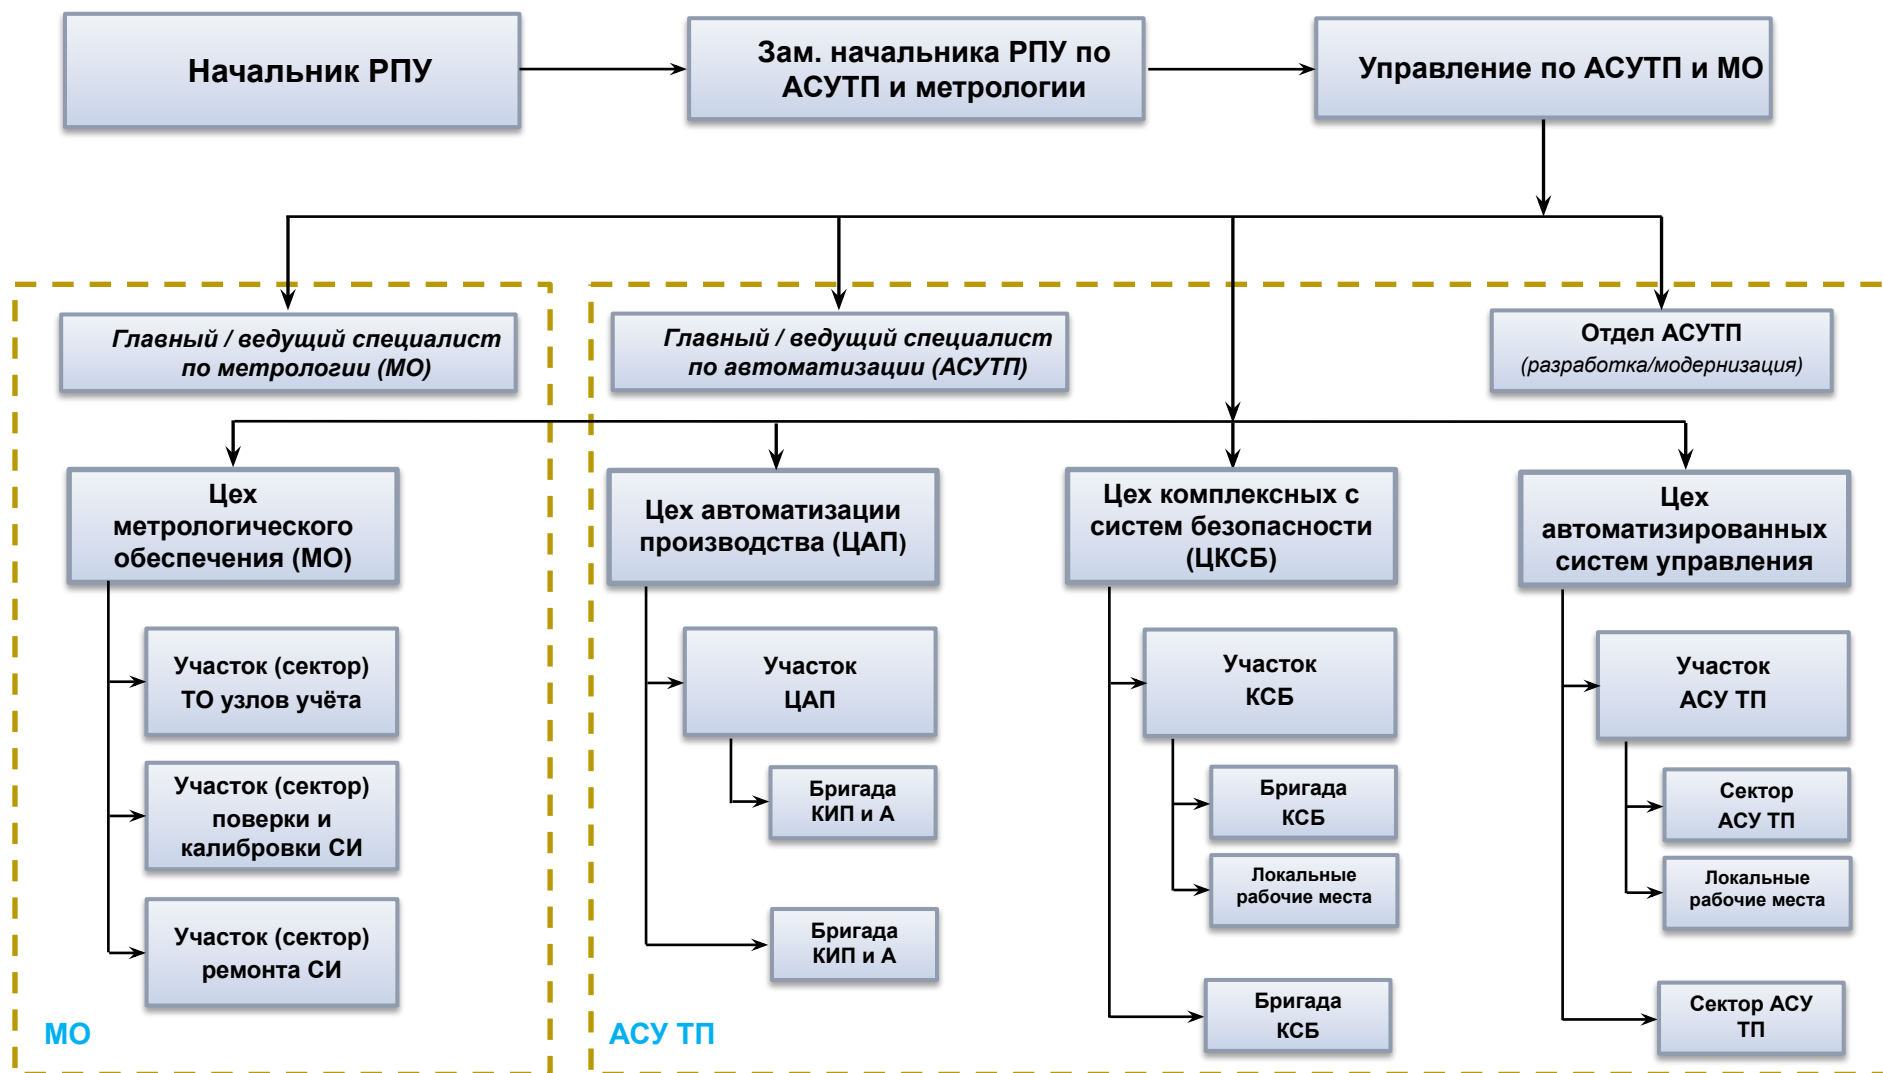 Начальник РПУ
Зам. начальника РПУ по
АСУТП и метрологии
Управление по АСУТП и МО
Главный / ведущий специалист
по метрологии (МО)
Главный / ведущий специалист
по автоматизации (АСУТП)
Отдел АСУТП
(разработка/модернизация)
Цех
метрологического
обеспечения (МО)
Участок (сектор)
ТО узлов учёта
Участок (сектор)
поверки и
калибровки СИ
Участок (сектор)
ремонта СИ
МО
Цех автоматизации
производства (ЦАП)
Участок
ЦАП
Бригада
КИП и А
Бригада
КИП и А
Цех комплексных с
систем безопасности
(ЦКСБ)
Участок
КСБ
Бригада
КСБ
Локальные
рабочие места
Бригада
КСБ
Цех
автоматизированных
систем управления
Участок
АСУ ТП
Сектор
АСУ ТП
Локальные
рабочие места
Сектор АСУ
ТП
АСУ ТП